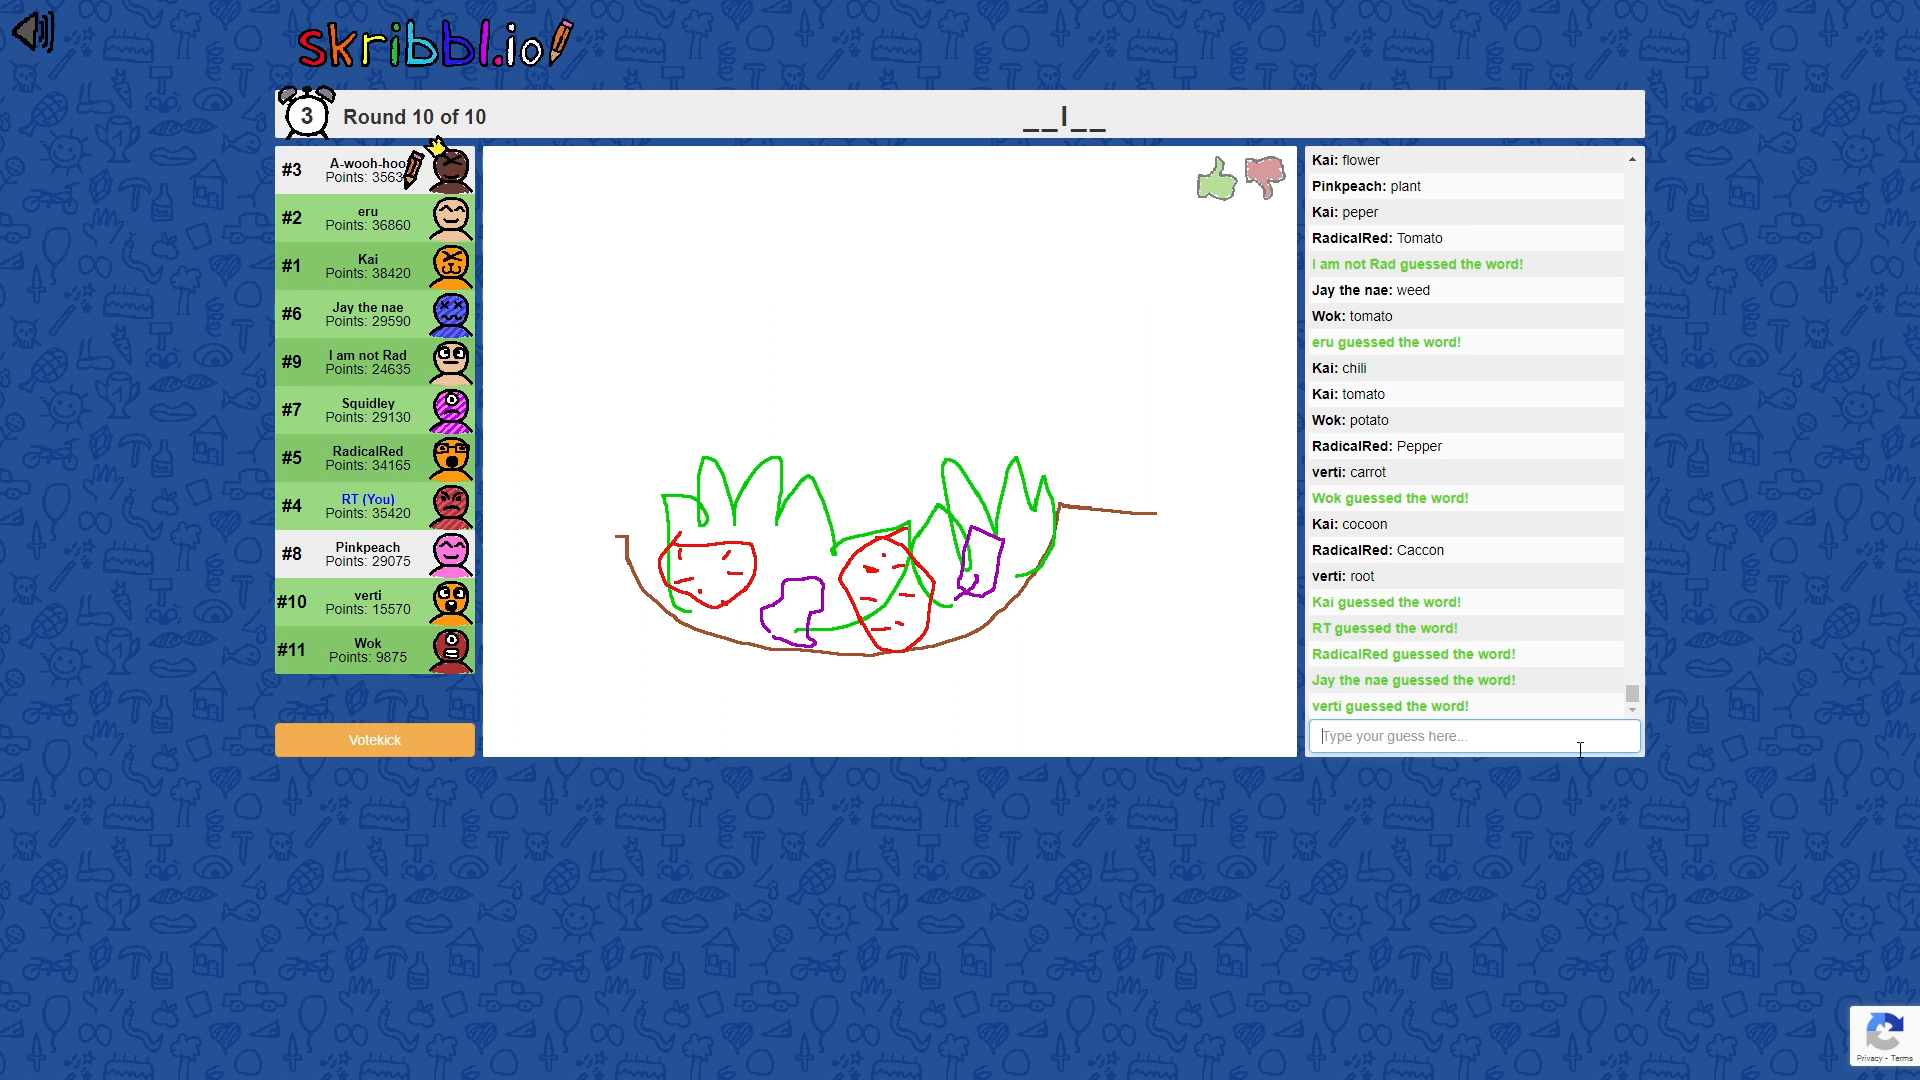 skribbl.io
3
Round 10 of 10
__l__
#3
A-wooh-hoo
Points: 3563
#2
eru
Points: 36860
#1
Kai
Points: 38420
#6
Jay the nae
Points: 29590
#9
I am not Rad
Points: 24635
#7
Squidley
Points: 29130
#5
RadicalRed
Points: 34165
#4
RT (You)
Points: 35420
#8
Pinkpeach
Points: 29075
#10
verti
Points: 15570
#11
Wok
Points: 9875
Votekick
Kai: flower
Pinkpeach: plant
Kai: peper
RadicalRed: Tomato
I am not Rad guessed the word!
Jay the nae: weed
Wok: tomato
eru guessed the word!
Kai: chili
Kai: tomato
Wok: potato
RadicalRed: Pepper
verti: carrot
Wok guessed the word!
Kai: cocoon
RadicalRed: Caccon
verti: root
Kai guessed the word!
RT guessed the word!
RadicalRed guessed the word!
Jay the nae guessed the word!
verti guessed the word!
Type your guess here...
Privacy - Terms